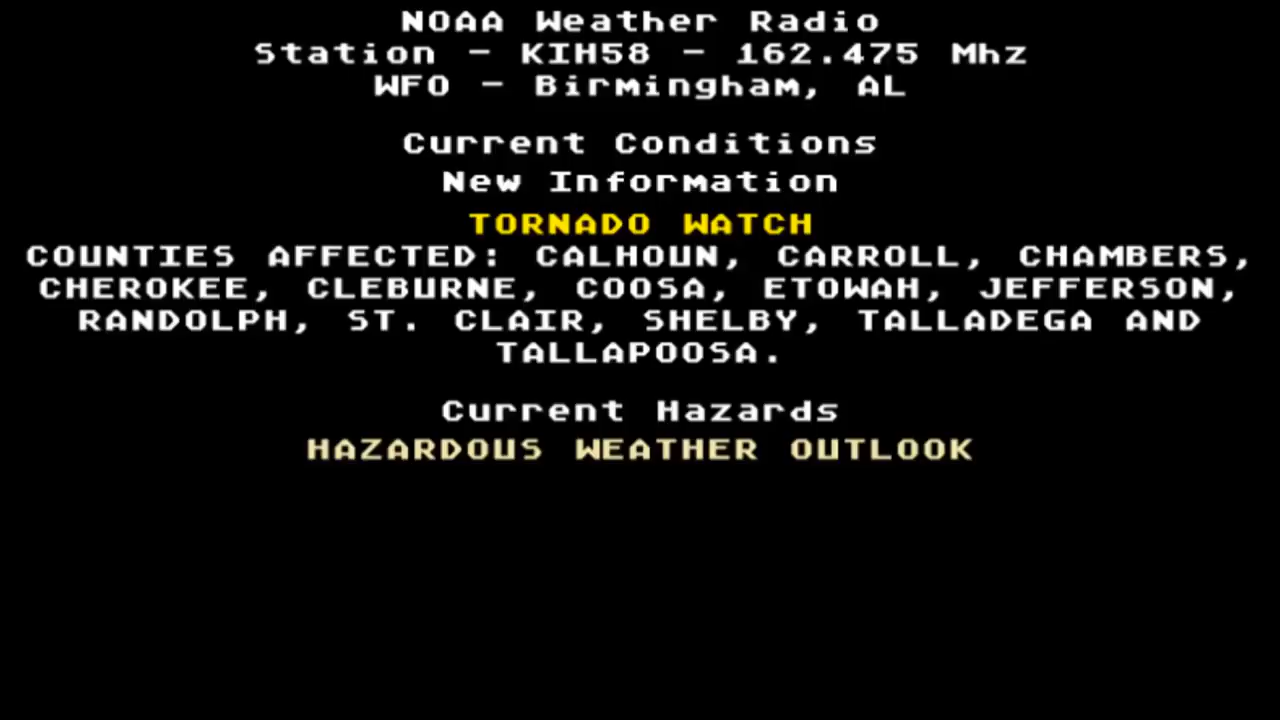 NOAA Weather Radio
Station - KIH58 - 162.475 Mhz
WFO - Birmingham, AL
Current Conditions
New Information
TORNADO WATCH
COUNTIES AFFECTED: CALHOUN, CARROLL, CHAMBERS,
CHEROKEE, CLEBURNE, COOSA, ETOWAH, JEFFERSON,
RANDOLPH, ST. CLAIR, SHELBY, TALLADEGA AND
TALLAPOOSA.
Current Hazards
HAZARDOUS WEATHER OUTLOOK